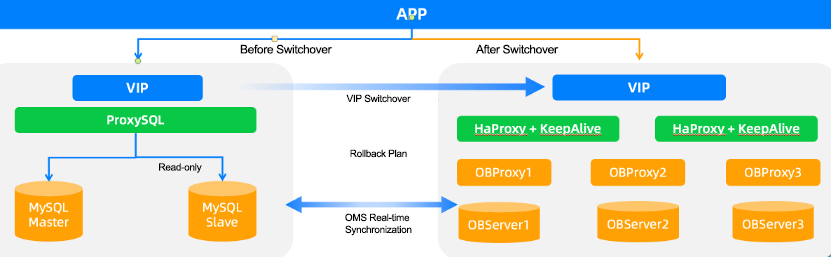 APP
Before Switchover
After Switchover
VIP
VIP
VIP Switchover
ProxySQL
HaProxy + KeepAlive
HaProxy + KeepAlive
Rollback Plan
Read-only
OBProxy1
OBProxy2
OBProxy3
MySQL
Master
MySQL
Slave
OMS Real-time
Synchronization
OBServer1
OBServer2
OBServer3